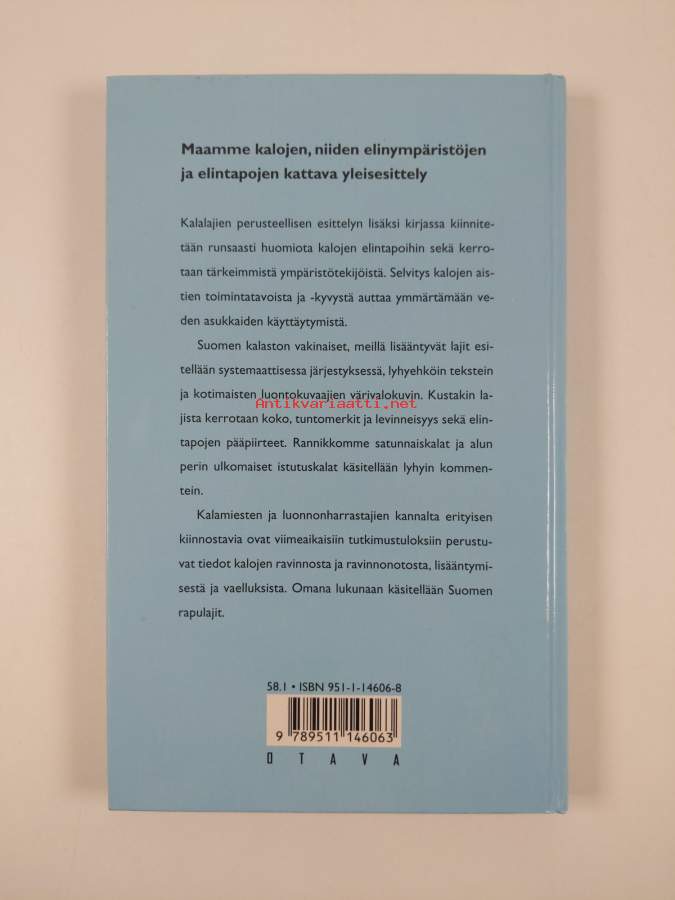 Maamme kalojen, niiden elinympäristöjen
ja elintapojen kattava yleisesittely
Kalalajien perusteellisen esittelyn lisäksi kirjassa kiinnite-
tään runsaasti huomiota kalojen elintapoihin sekä kerro-
taan tärkeimmistä ympäristötekijöistä. Selvitys kalojen ais-
tien toimintatavoista ja -kyvystä auttaa ymmärtämään ve-
den asukkaiden käyttäytymistä.
Suomen kalaston vakinaiset, meillä lisääntyvät lajit esi-
tellään systemaattisessa järjestyksessä, lyhyehköin tekstein
ja kotimaisten luontokuvaajien värivalokuvin. Kustakin la-
Antikvariaatti.net
jista kerrotaan koko, tuntomerkit ja levinneisyys sekä elin-
tapojen pääpiirteet. Rannikkomme satunnaiskalat ja alun
perin ulkomaiset istutuskalat käsitellään lyhyin kommen-
tein.
Kalamiesten ja luonnonharrastajien kannalta erityisen
kiinnostavia ovat viimeaikaisiin tutkimustuloksiin perustu-
vat tiedot kalojen ravinnosta ja ravinnonotosta, lisääntymi-
sestä ja vaelluksista. Omana lukunaan käsitellään Suomen
rapulajit.
58.1 • ISBN 951-1-14606-8
9 789511 146063
OTAVA